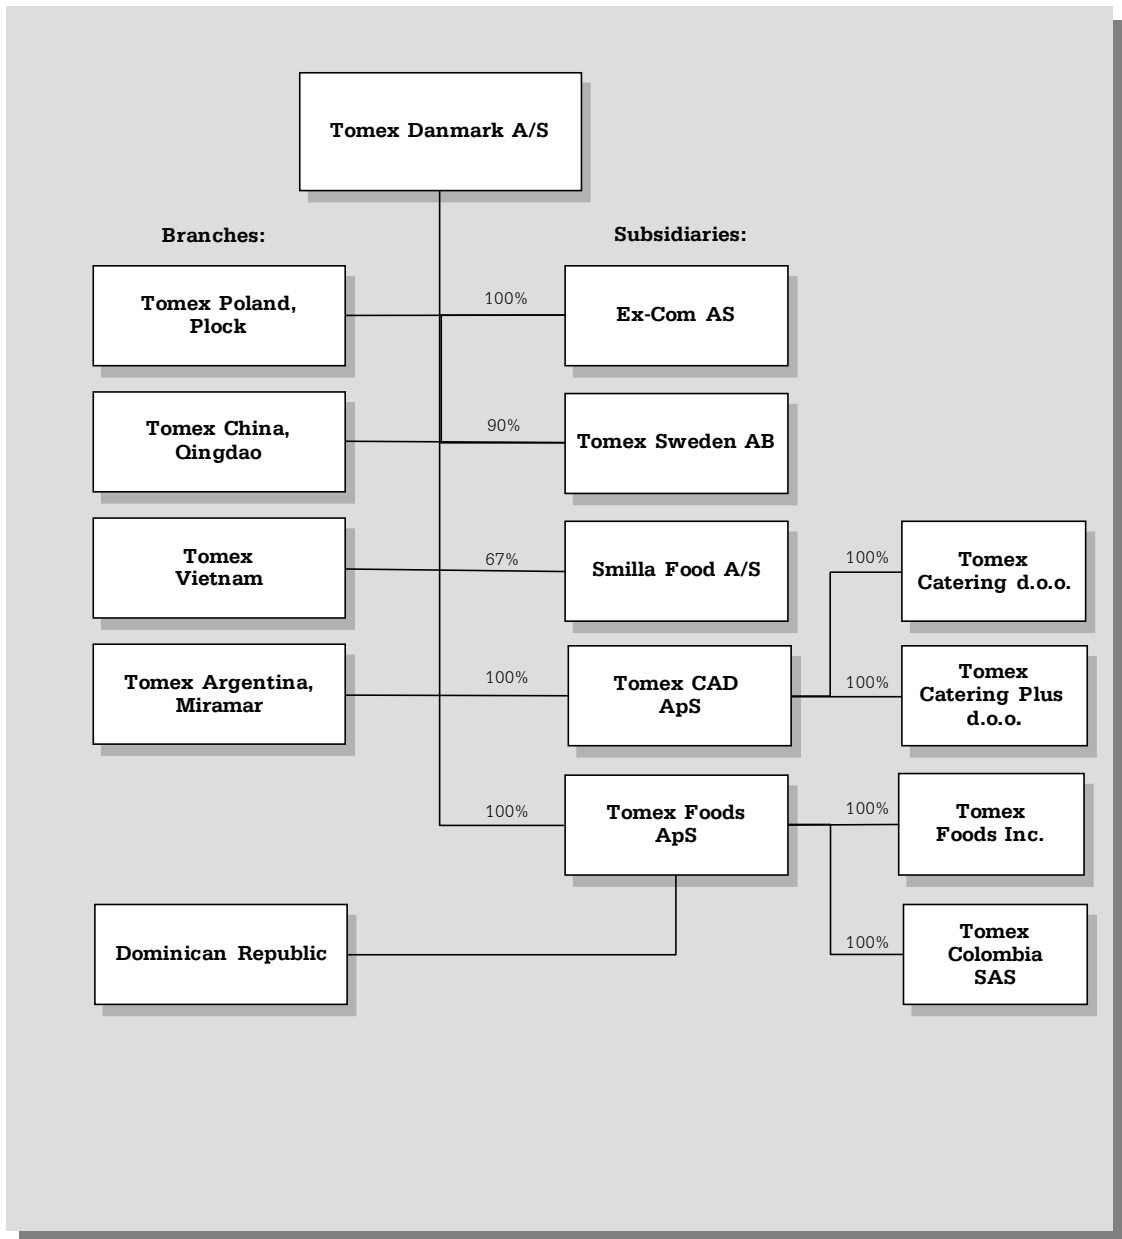 Tomex Danmark A/S
Branches:
Subsidiaries:
Tomex Poland,
Plock
100%
Ex-Com AS
Tomex China,
Qingdao
90%
Tomex Sweden AB
Tomex
Vietnam
67%
Smilla Food A/S
100%
Tomex
Catering d.o.o.
Tomex Argentina,
Miramar
100%
Tomex CAD
ApS
100%
Tomex
Catering Plus
d.o.o.
100%
Tomex Foods
ApS
100%
Tomex
Foods Inc.
Dominican Republic
100%
Tomex
Colombia
SAS